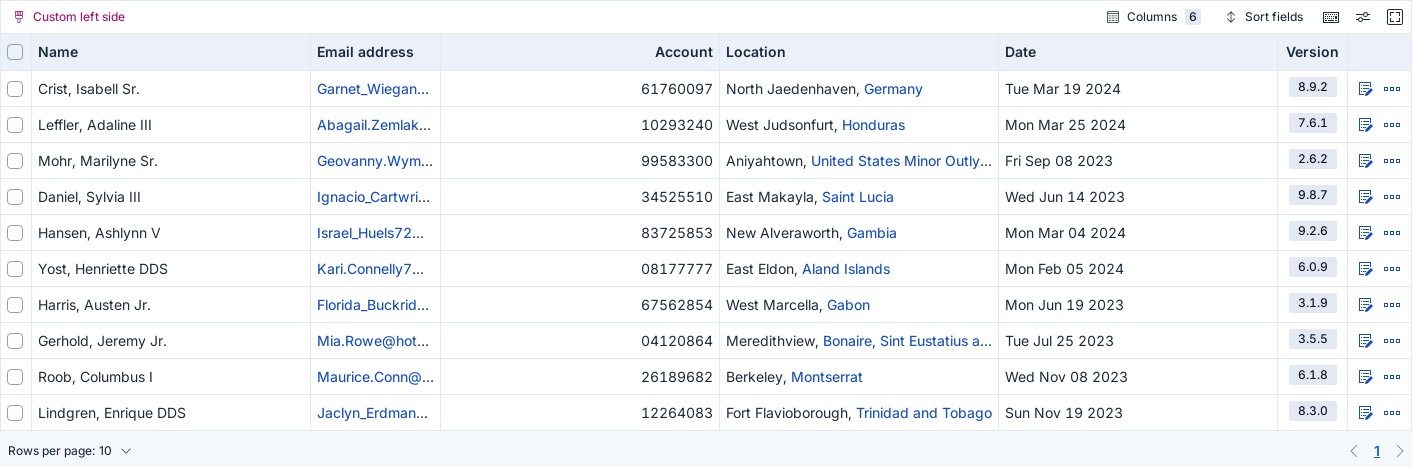 Custom left side Columns 6 Sort fields
Name Email address Account Location Date Version
Crist, Isabell Sr. Garnet_Wiegan... 61760097 North Jaedenhaven, Germany Tue Mar 19 2024 8.9.2
Leffler, Adaline III Abagail.Zemlak... 10293240 West Judsonfurt, Honduras Mon Mar 25 2024 7.6.1
Mohr, Marilyne Sr. Geovanny.Wym... 99583300 Aniyahtown, United States Minor Outly... Fri Sep 08 2023 2.6.2
Daniel, Sylvia III Ignacio_Cartwri... 34525510 East Makayla, Saint Lucia Wed Jun 14 2023 9.8.7
Hansen, Ashlynn V Israel_Huels72... 83725853 New Alveraworth, Gambia Mon Mar 04 2024 9.2.6
Yost, Henriette DDS Kari.Connelly7... 08177777 East Eldon, Aland Islands Mon Feb 05 2024 6.0.9
Harris, Austen Jr. Florida_Buckrid... 67562854 West Marcella, Gabon Mon Jun 19 2023 3.1.9
Gerhold, Jeremy Jr. Mia.Rowe@hot... 04120864 Meredithview, Bonaire, Sint Eustatius a... Tue Jul 25 2023 3.5.5
Roob, Columbus I Maurice.Conn@... 26189682 Berkeley, Montserrat Wed Nov 08 2023 6.1.8
Lindgren, Enrique DDS Jaclyn_Erdman... 12264083 Fort Flavioborough, Trinidad and Tobago Sun Nov 19 2023 8.3.0
Rows per page: 10 1